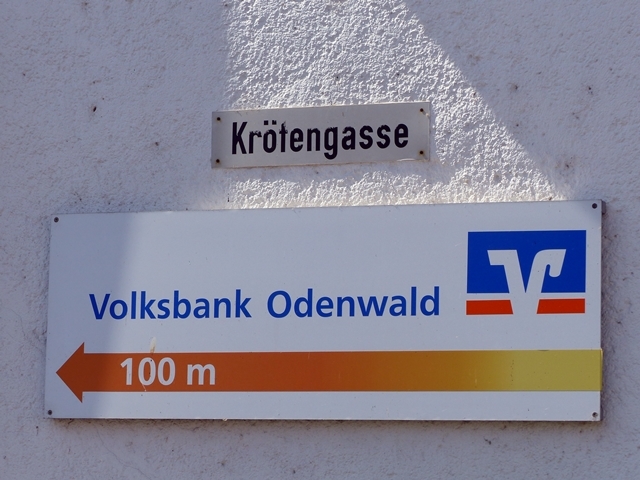 Krötengasse
Volksbank Odenwald
100 m